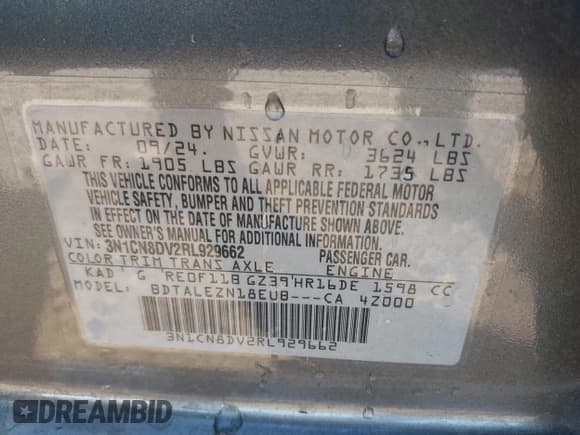 MANUFACTURED BY NISSAN MOTOR CO., LTD.
DATE: 09/24. GVWR: 3624 LBS
GAWR FR: 1905 LBS GAWR RR: 1735 LBS
THIS VEHICLE CONFORMS TO ALL APPLICABLE FEDERAL MOTOR
VEHICLE SAFETY, BUMPER AND THEFT PREVENTION STANDARDS
IN EFFECT ON THE DATE OF MANUFACTURE SHOWN ABOVE.
SEE OWNER'S MANUAL FOR ADDITIONAL INFORMATION.
VIN: 3N1CN8DV2RL929662 PASSENGER CAR.
COLOR TRIM TRANS AXLE ENGINE
KAD G RE0F11B GZ39 HR16DE 1598 CC
MODEL: BDTALEZN18EUB---CA 4Z000
3N1CN8DV2RL929662
DREAMBID